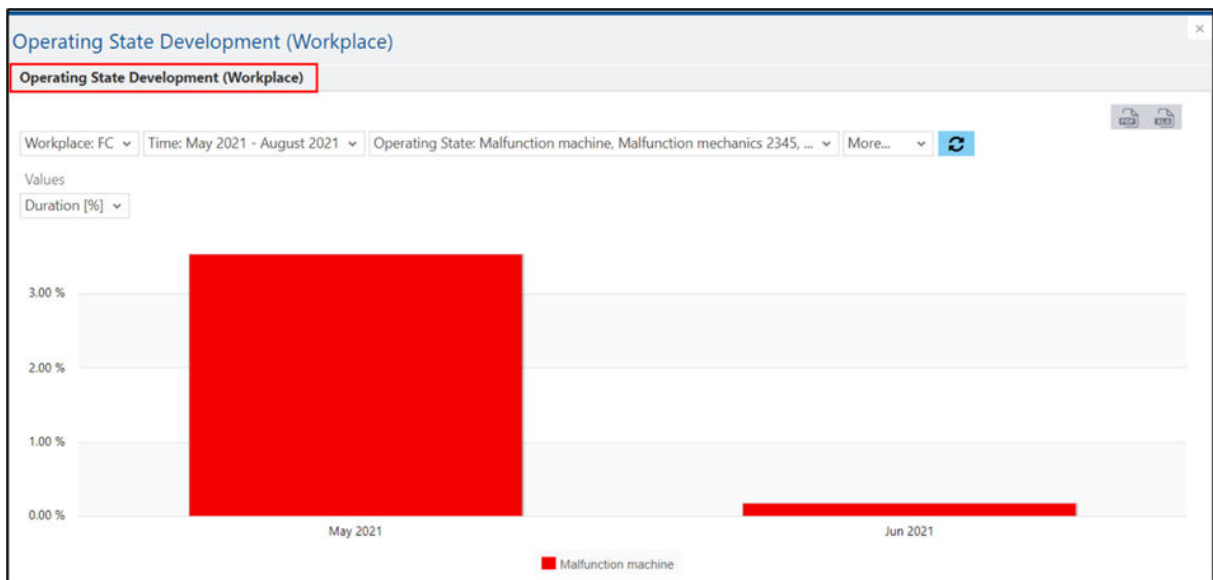 Operating State Development (Workplace)
×
Operating State Development (Workplace)
PDF XLS
Workplace: FC Time: May 2021 - August 2021 Operating State: Malfunction machine, Malfunction mechanics 2345, ... More...
Values
Duration [%]
3.00 %
2.00 %
1.00 %
0.00 %
May 2021 Jun 2021
Malfunction machine